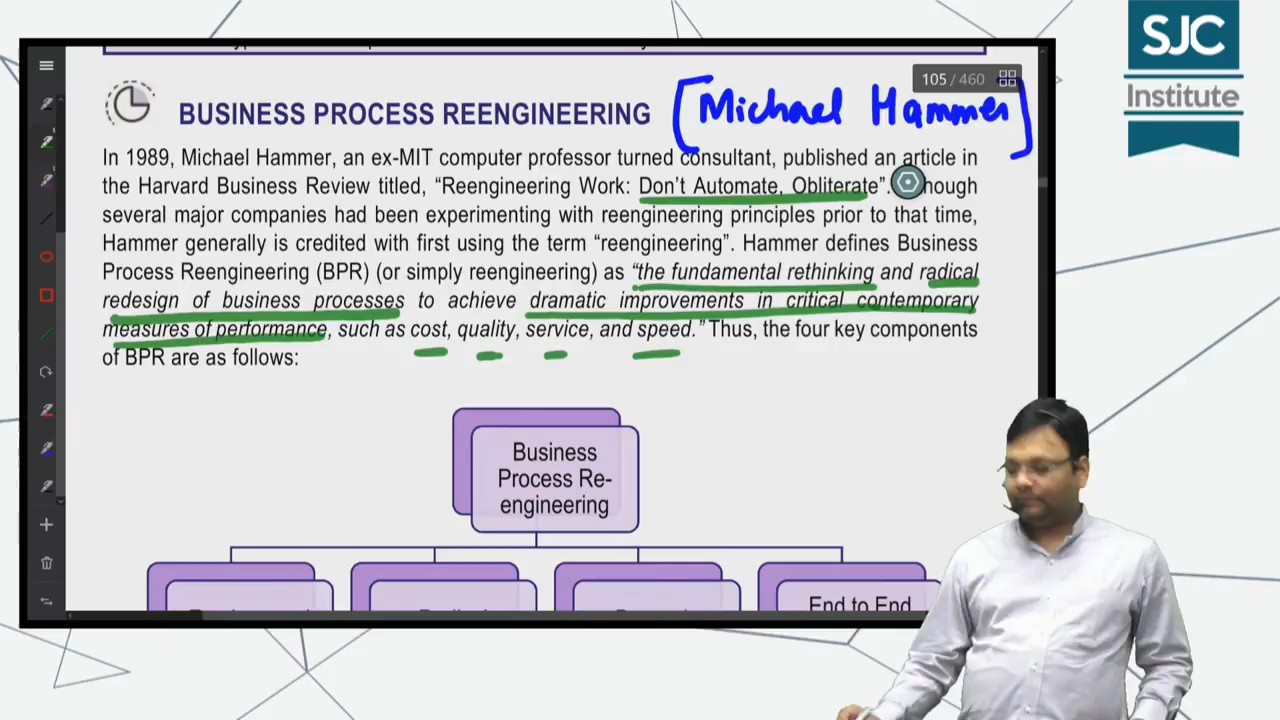 SJC
Institute
105 / 460
BUSINESS PROCESS REENGINEERING [Michael Hammer]
In 1989, Michael Hammer, an ex-MIT computer professor turned consultant, published an article in
the Harvard Business Review titled, “Reengineering Work: Don’t Automate, Obliterate”.
several major companies had been experimenting with reengineering principles prior to that time,
Hammer generally is credited with first using the term “reengineering”. Hammer defines Business
Process Reengineering (BPR) (or simply reengineering) as “the fundamental rethinking and radical
redesign of business processes to achieve dramatic improvements in critical contemporary
measures of performance, such as cost, quality, service, and speed.” Thus, the four key components
of BPR are as follows:
Business
Process Re-
engineering
End to End